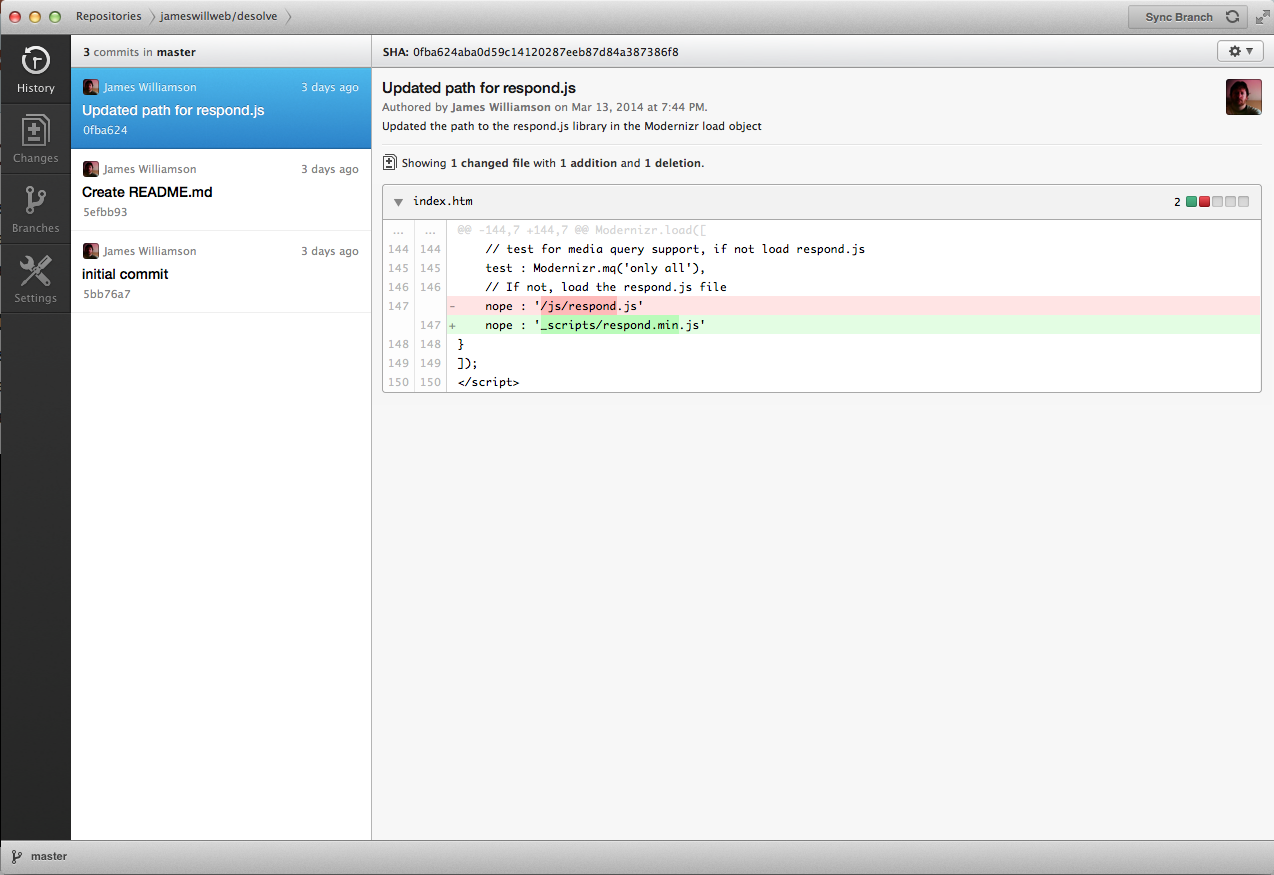 Repositories jameswillweb/desolve Sync Branch
History
Changes
Branches
Settings
3 commits in master
James Williamson 3 days ago
Updated path for respond.js
0fba624
James Williamson 3 days ago
Create README.md
5efbb93
James Williamson 3 days ago
initial commit
5bb76a7
SHA: 0fba624aba0d59c14120287eeb87d84a387386f8
Updated path for respond.js
Authored by James Williamson on Mar 13, 2014 at 7:44 PM.
Updated the path to the respond.js library in the Modernizr load object
Showing 1 changed file with 1 addition and 1 deletion.
index.htm 2
... ... @@ -144,7 +144,7 @@ Modernizr.load([
144 144 // test for media query support, if not load respond.js
145 145 test : Modernizr.mq('only all'),
146 146 // If not, load the respond.js file
147 - nope : '/js/respond.js'
147 + nope : '_scripts/respond.min.js'
148 148 }
149 149 ]);
150 150 </script>
master